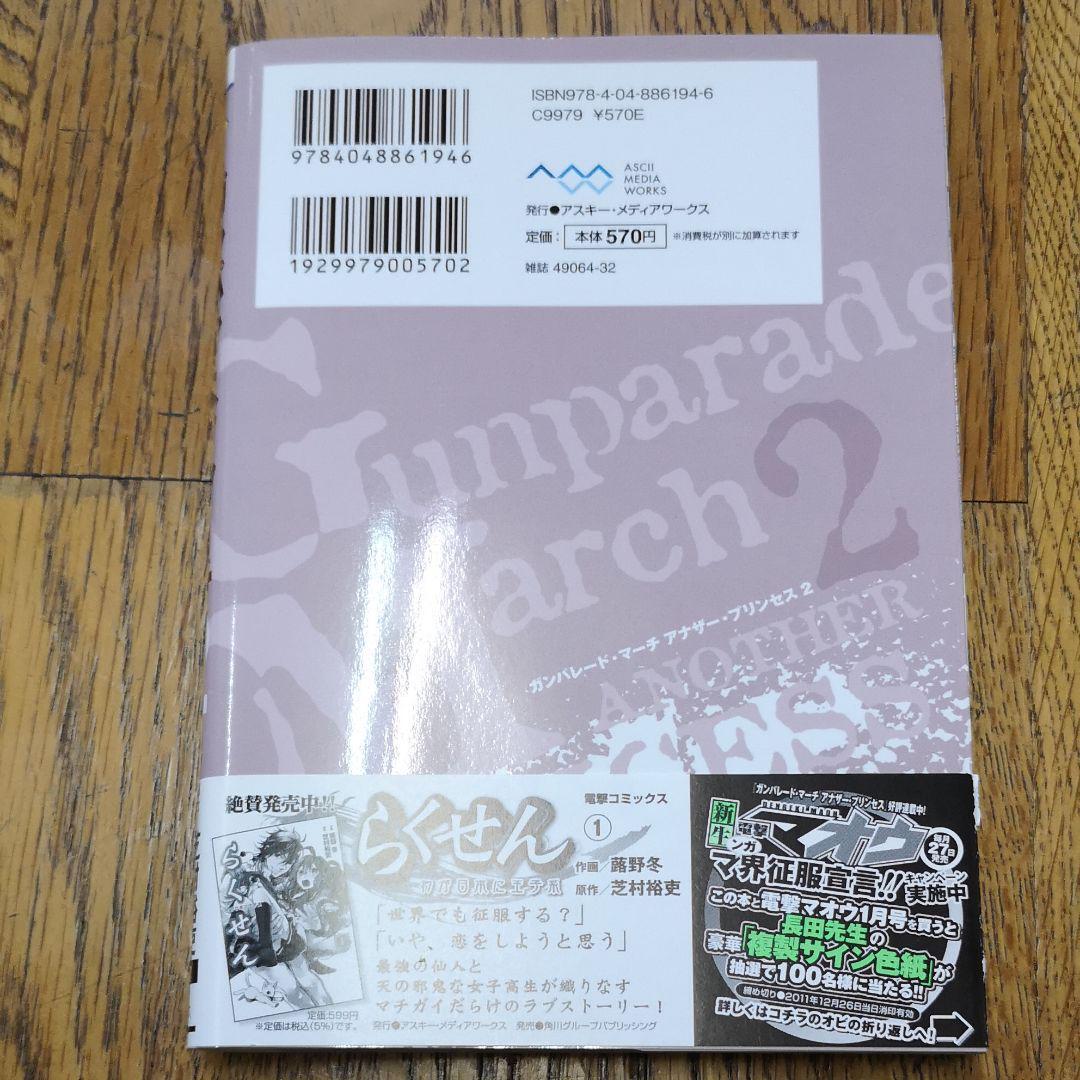 ISBN978-4-04-886194-6
C9979 ¥570E
9784048861946
ASCII
MEDIA
WORKS
発行●アスキー・メディアワークス
定価：本体570円 ※消費税が別に加算されます
1929979005702
雑誌 49064-32
Gunparade
March 2
ガンパレード・マーチ アナザー・プリンセス 2
ANOTHER
絶賛発売中!!
らくせん
定価:599円
※定価は税込(5%)です。
電撃コミックス
らくせん ①
作画/蕗野冬
原作/芝村裕吏
「世界でも征服する？」
「いや、恋をしようと思う」
最強の仙人と
天の邪鬼な女子高生が織りなす
マチガイだらけのラブストーリー！
発行●アスキー・メディアワークス 発売●角川グループパブリッシング
「ガンパレード・マーチ アナザー・プリンセス」好評連載中!
新生 電撃マオウ 毎月27日発売
マンガ界征服宣言!! キャンペーン実施中
この本と電撃マオウ1月号を買うと
長田先生の
豪華「複製サイン色紙」が
抽選で100名様に当たる!!
締め切り●2011年12月26日当日消印有効
詳しくはコチラのオビの折り返しへ!